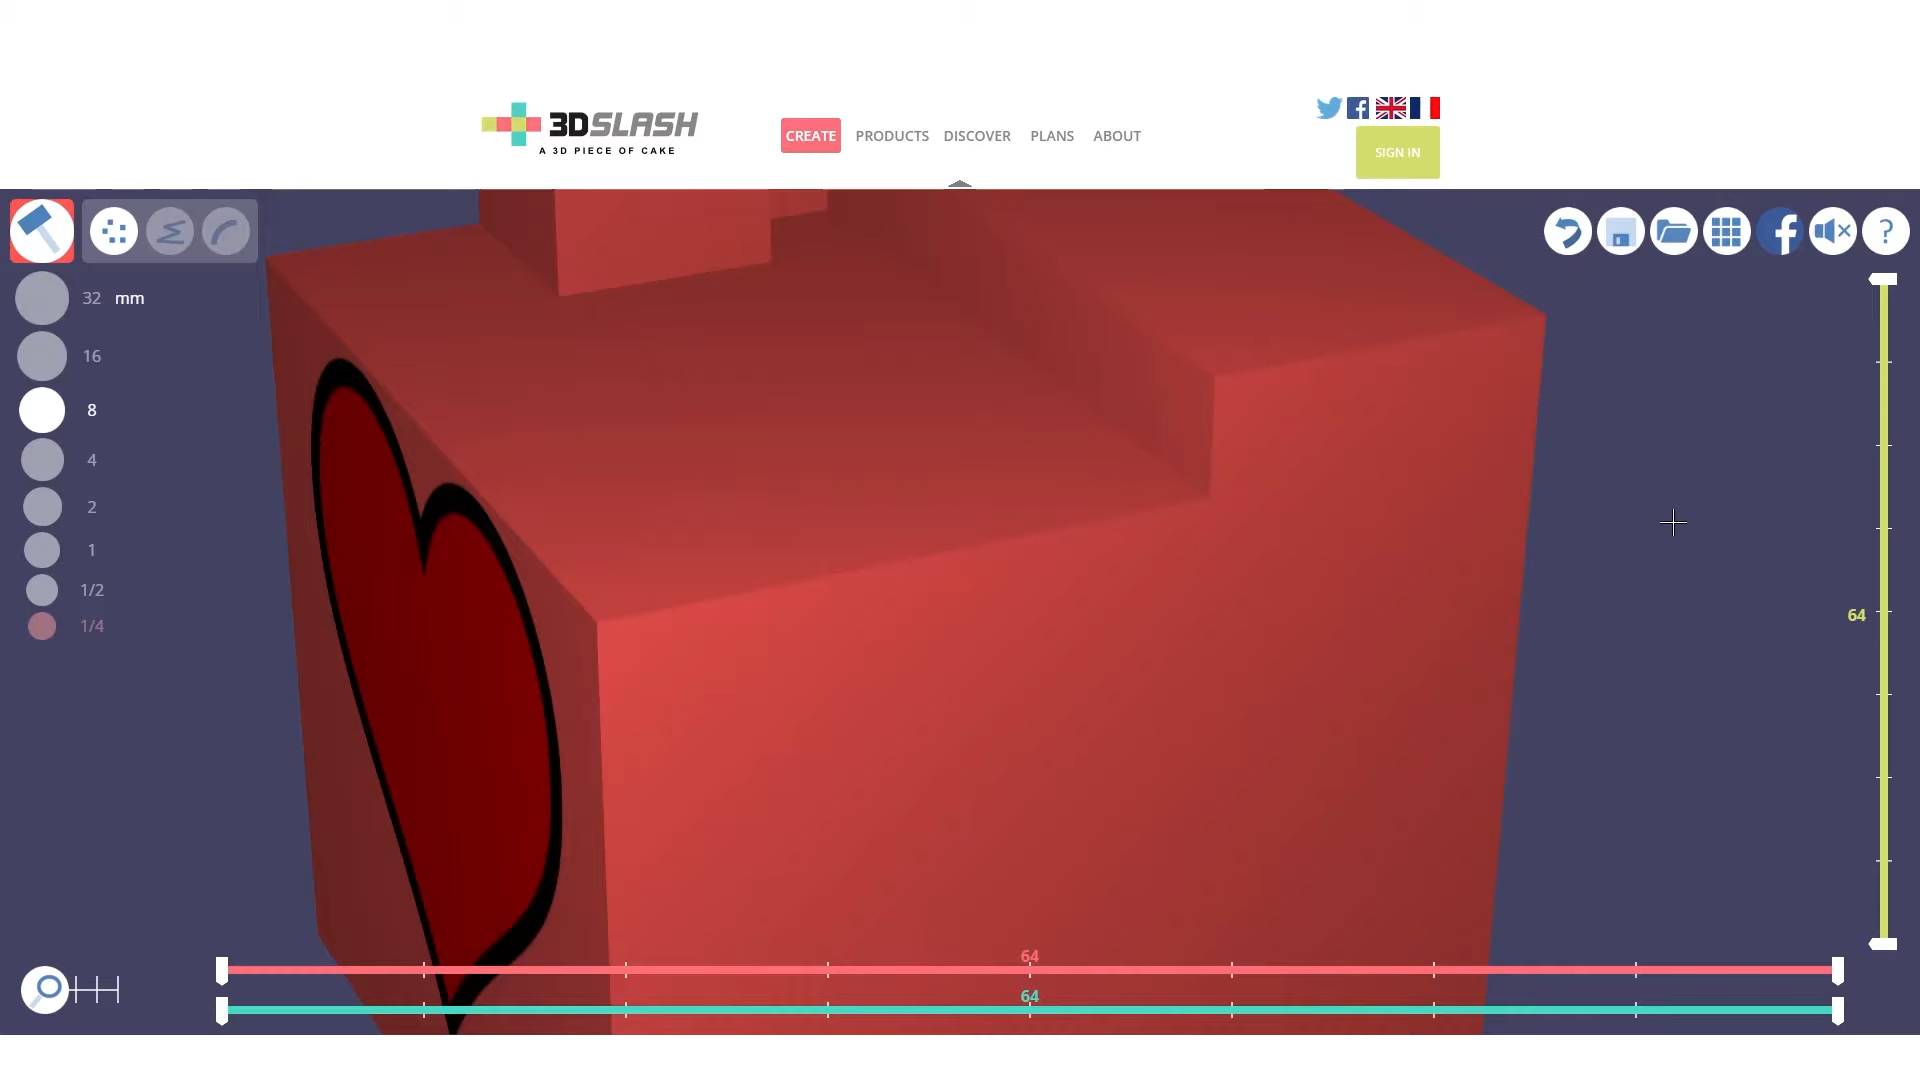 3DSLASH
A 3D PIECE OF CAKE
CREATE PRODUCTS DISCOVER PLANS ABOUT
SIGN IN
?
32 mm
16
8
4
2
1
1/2
1/4
64
64
64